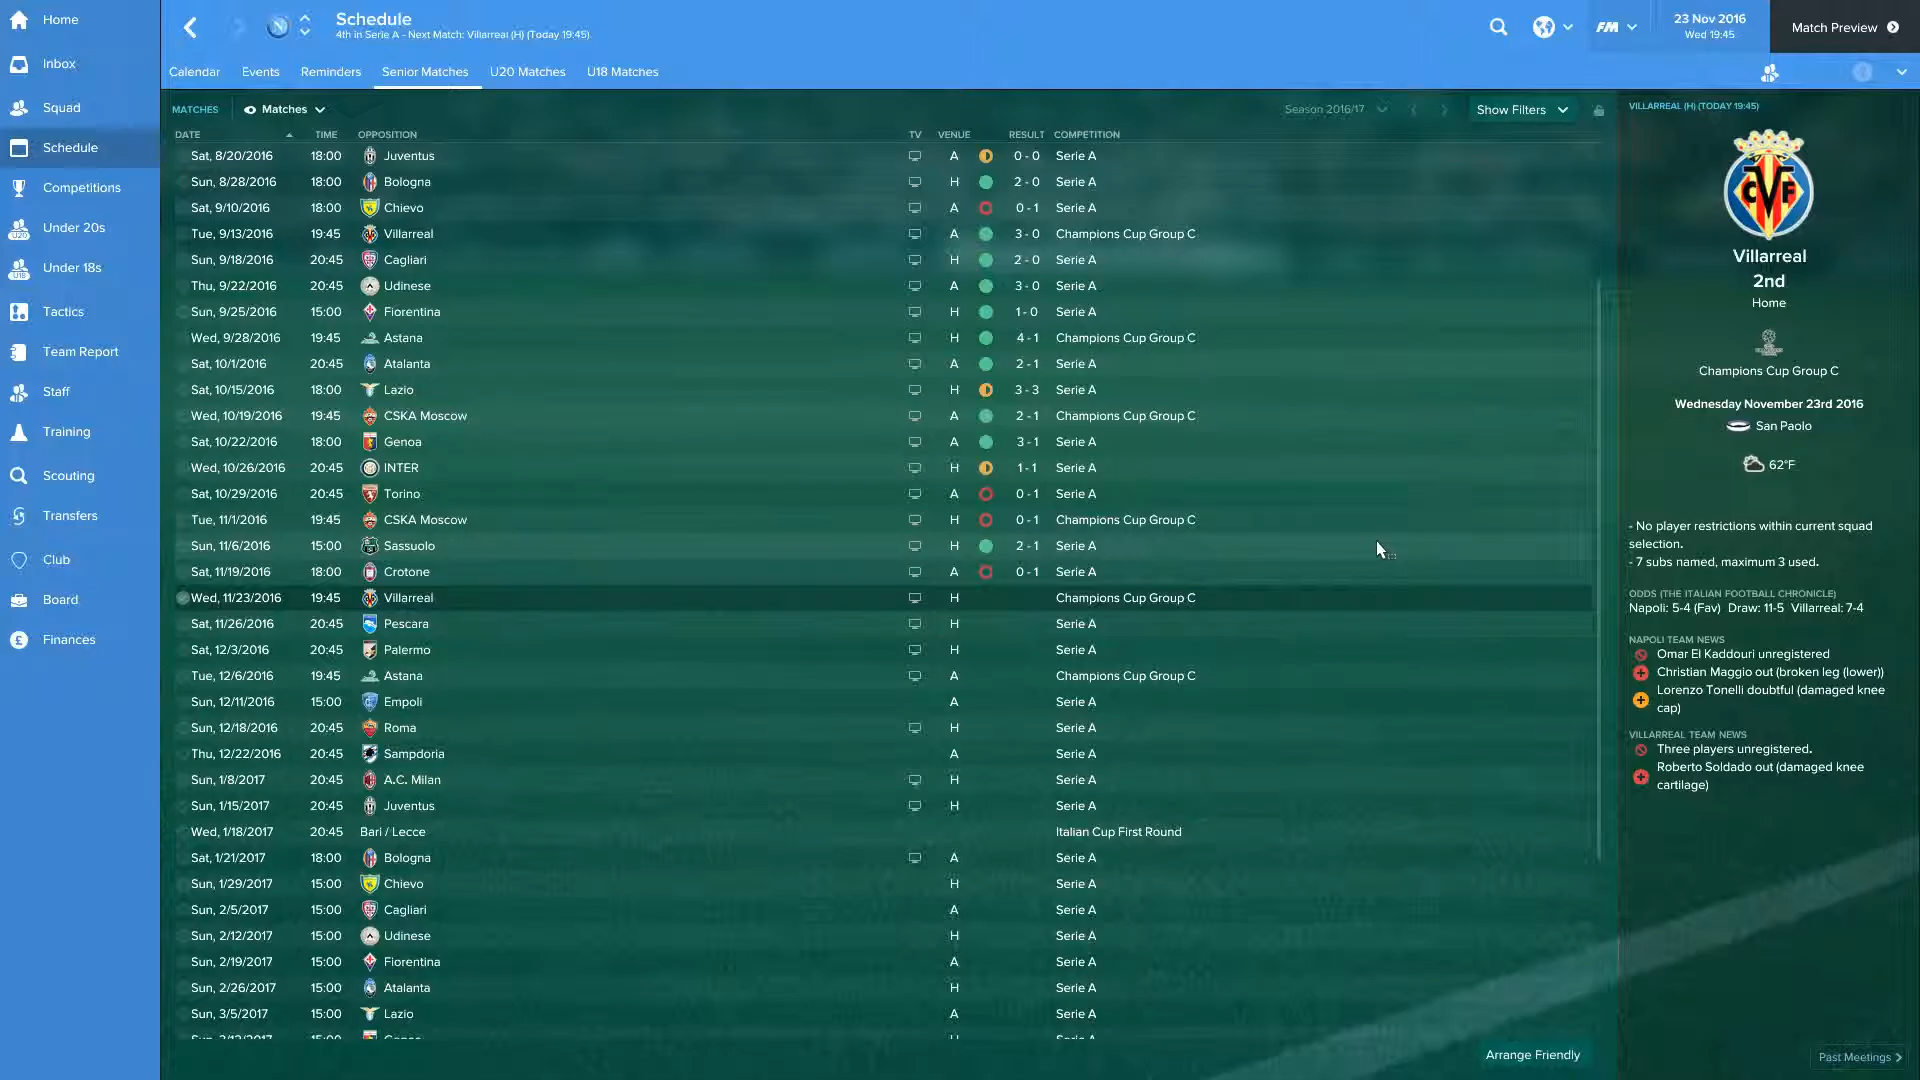 Home
Inbox
Squad
Schedule
Competitions
Under 20s
Under 18s
Tactics
Team Report
Staff
Training
Scouting
Transfers
Club
Board
Finances
Schedule
4th in Serie A - Next Match: Villarreal (H) (Today 19:45)
FM
23 Nov 2016
Wed 19:45
Match Preview
Calendar Events Reminders Senior Matches U20 Matches U18 Matches
MATCHES Matches Season 2016/17 Show Filters
DATE TIME OPPOSITION TV VENUE RESULT COMPETITION
Sat, 8/20/2016 18:00 Juventus A 0 - 0 Serie A
Sun, 8/28/2016 18:00 Bologna H 2 - 0 Serie A
Sat, 9/10/2016 18:00 Chievo A 0 - 1 Serie A
Tue, 9/13/2016 19:45 Villarreal A 3 - 0 Champions Cup Group C
Sun, 9/18/2016 20:45 Cagliari H 2 - 0 Serie A
Thu, 9/22/2016 20:45 Udinese A 3 - 0 Serie A
Sun, 9/25/2016 15:00 Fiorentina H 1 - 0 Serie A
Wed, 9/28/2016 19:45 Astana H 4 - 1 Champions Cup Group C
Sat, 10/1/2016 20:45 Atalanta A 2 - 1 Serie A
Sat, 10/15/2016 18:00 Lazio H 3 - 3 Serie A
Wed, 10/19/2016 19:45 CSKA Moscow A 2 - 1 Champions Cup Group C
Sat, 10/22/2016 18:00 Genoa A 3 - 1 Serie A
Wed, 10/26/2016 20:45 INTER H 1 - 1 Serie A
Sat, 10/29/2016 20:45 Torino A 0 - 1 Serie A
Tue, 11/1/2016 19:45 CSKA Moscow H 0 - 1 Champions Cup Group C
Sun, 11/6/2016 15:00 Sassuolo H 2 - 1 Serie A
Sat, 11/19/2016 18:00 Crotone A 0 - 1 Serie A
Wed, 11/23/2016 19:45 Villarreal H Champions Cup Group C
Sat, 11/26/2016 20:45 Pescara H Serie A
Sat, 12/3/2016 20:45 Palermo H Serie A
Tue, 12/6/2016 19:45 Astana A Champions Cup Group C
Sun, 12/11/2016 15:00 Empoli A Serie A
Sun, 12/18/2016 20:45 Roma H Serie A
Thu, 12/22/2016 20:45 Sampdoria A Serie A
Sun, 1/8/2017 20:45 A.C. Milan H Serie A
Sun, 1/15/2017 20:45 Juventus H Serie A
Wed, 1/18/2017 20:45 Bari / Lecce Italian Cup First Round
Sat, 1/21/2017 18:00 Bologna A Serie A
Sun, 1/29/2017 15:00 Chievo H Serie A
Sun, 2/5/2017 15:00 Cagliari A Serie A
Sun, 2/12/2017 15:00 Udinese H Serie A
Sun, 2/19/2017 15:00 Fiorentina A Serie A
Sun, 2/26/2017 15:00 Atalanta H Serie A
Sun, 3/5/2017 15:00 Lazio A Serie A
Arrange Friendly
VILLARREAL (H) (TODAY 19:45)
Villarreal
2nd
Home
Champions Cup Group C
Wednesday November 23rd 2016
San Paolo
62°F
- No player restrictions within current squad
selection.
- 7 subs named, maximum 3 used.
ODDS (THE ITALIAN FOOTBALL CHRONICLE)
Napoli: 5-4 (Fav) Draw: 11-5 Villarreal: 7-4
NAPOLI TEAM NEWS
Omar El Kaddouri unregistered
Christian Maggio out (broken leg (lower))
Lorenzo Tonelli doubtful (damaged knee
cap)
VILLARREAL TEAM NEWS
Three players unregistered.
Roberto Soldado out (damaged knee
cartilage)
Past Meetings